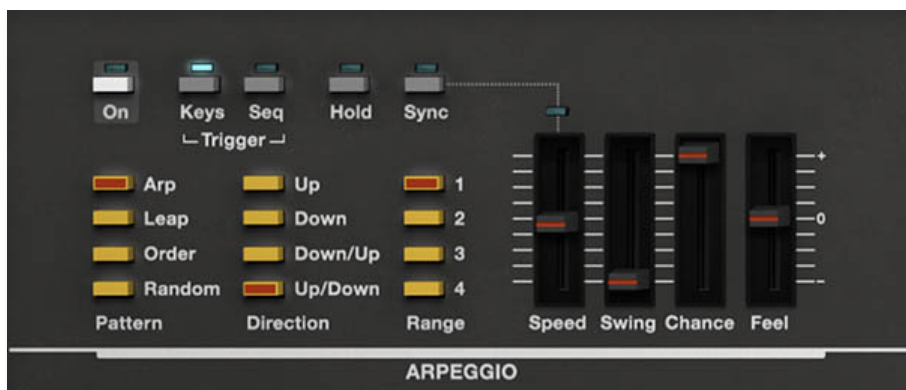 On Keys Seq Hold Sync
Trigger
+
Arp Up 1
Leap Down 2 0
Order Down/Up 3
Random Up/Down 4 -
Pattern Direction Range Speed Swing Chance Feel
ARPEGGIO